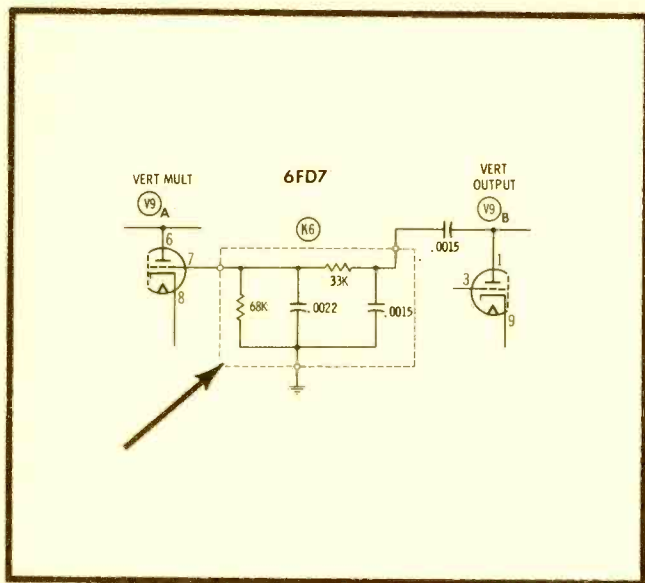 6FD7
VERT MULT
VERT
OUTPUT
V9 A
V9 B
K6
6
7
8
.0015
33K
68K
.0022
.0015
1
3
9